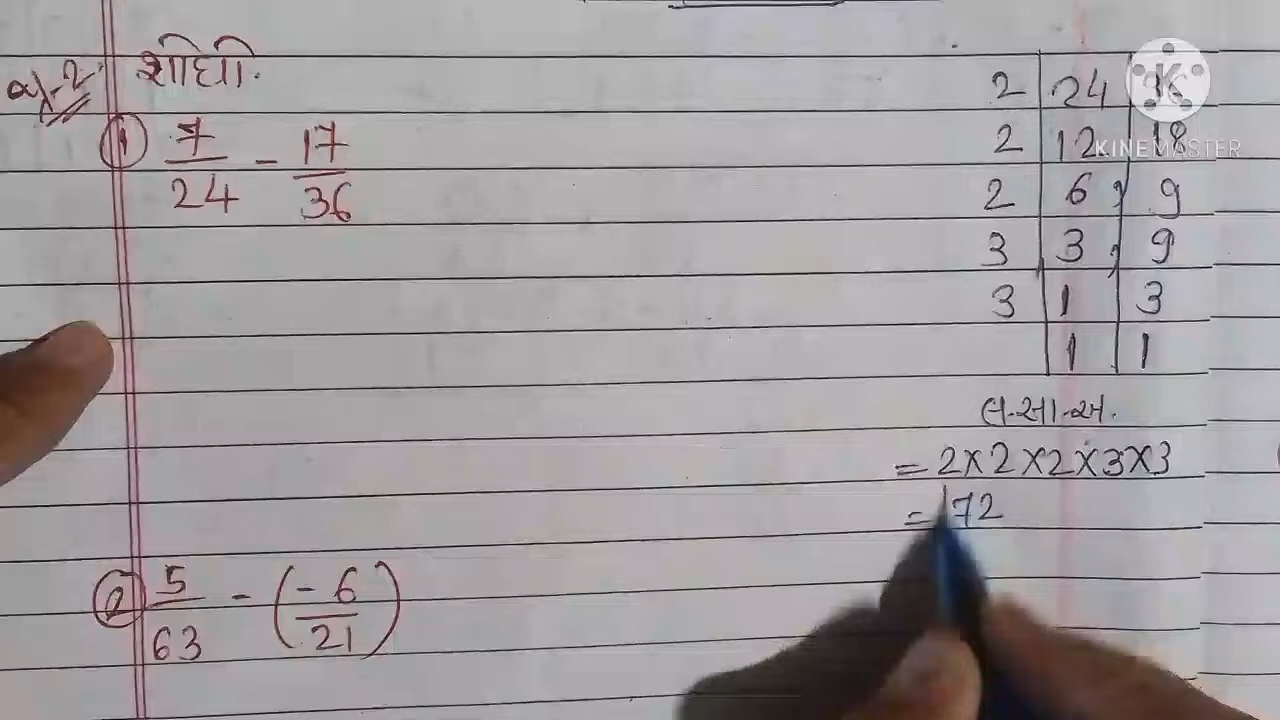 દા-2 શોધો.
① 7/24 - 17/36
2 | 24 | 36
2 | 12 | 18
2 | 6, | 9
3 | 3, | 9
3 | 1 | 3
1 | 1
લ.સા.અ.
= 2×2×2×3×3
= 72
② 5/63 - (-6/21)
KINEMASTER